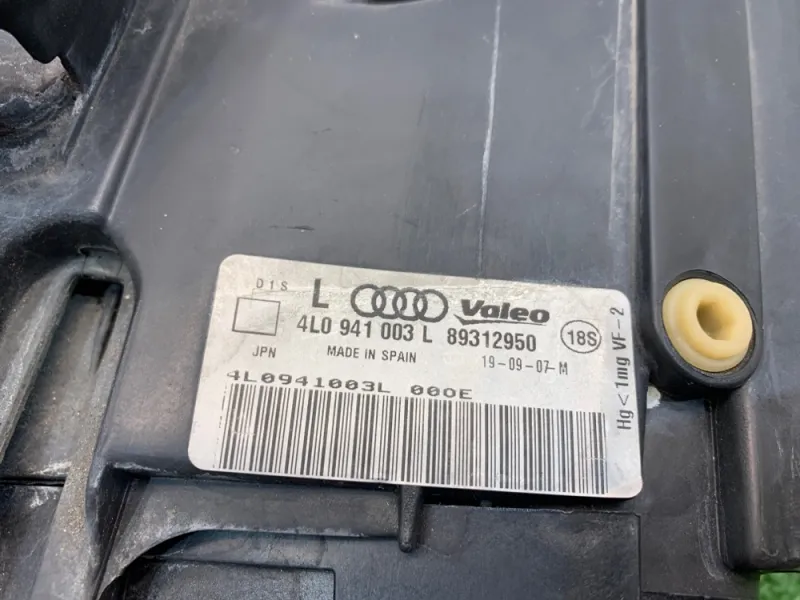 D1S
L Valeo
4L0 941 003 L 89312950 18S
JPN MADE IN SPAIN 19-09-07-M
4L0941003L 000E
Hg<1mg VF-2